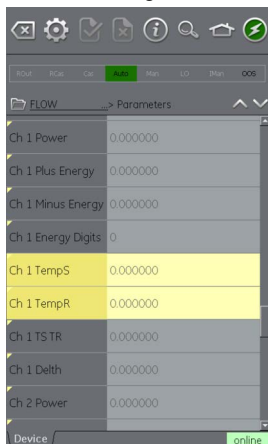 ROut RCas Cas Auto Man LO IMan OOS
FLOW ...> Parameters
Ch 1 Power 0.000000
Ch 1 Plus Energy 0.000000
Ch 1 Minus Energy 0.000000
Ch 1 Energy Digits 0
Ch 1 TempS 0.000000
Ch 1 TempR 0.000000
Ch 1 TS TR 0.000000
Ch 1 Delth 0.000000
Ch 2 Power 0.000000
Device online